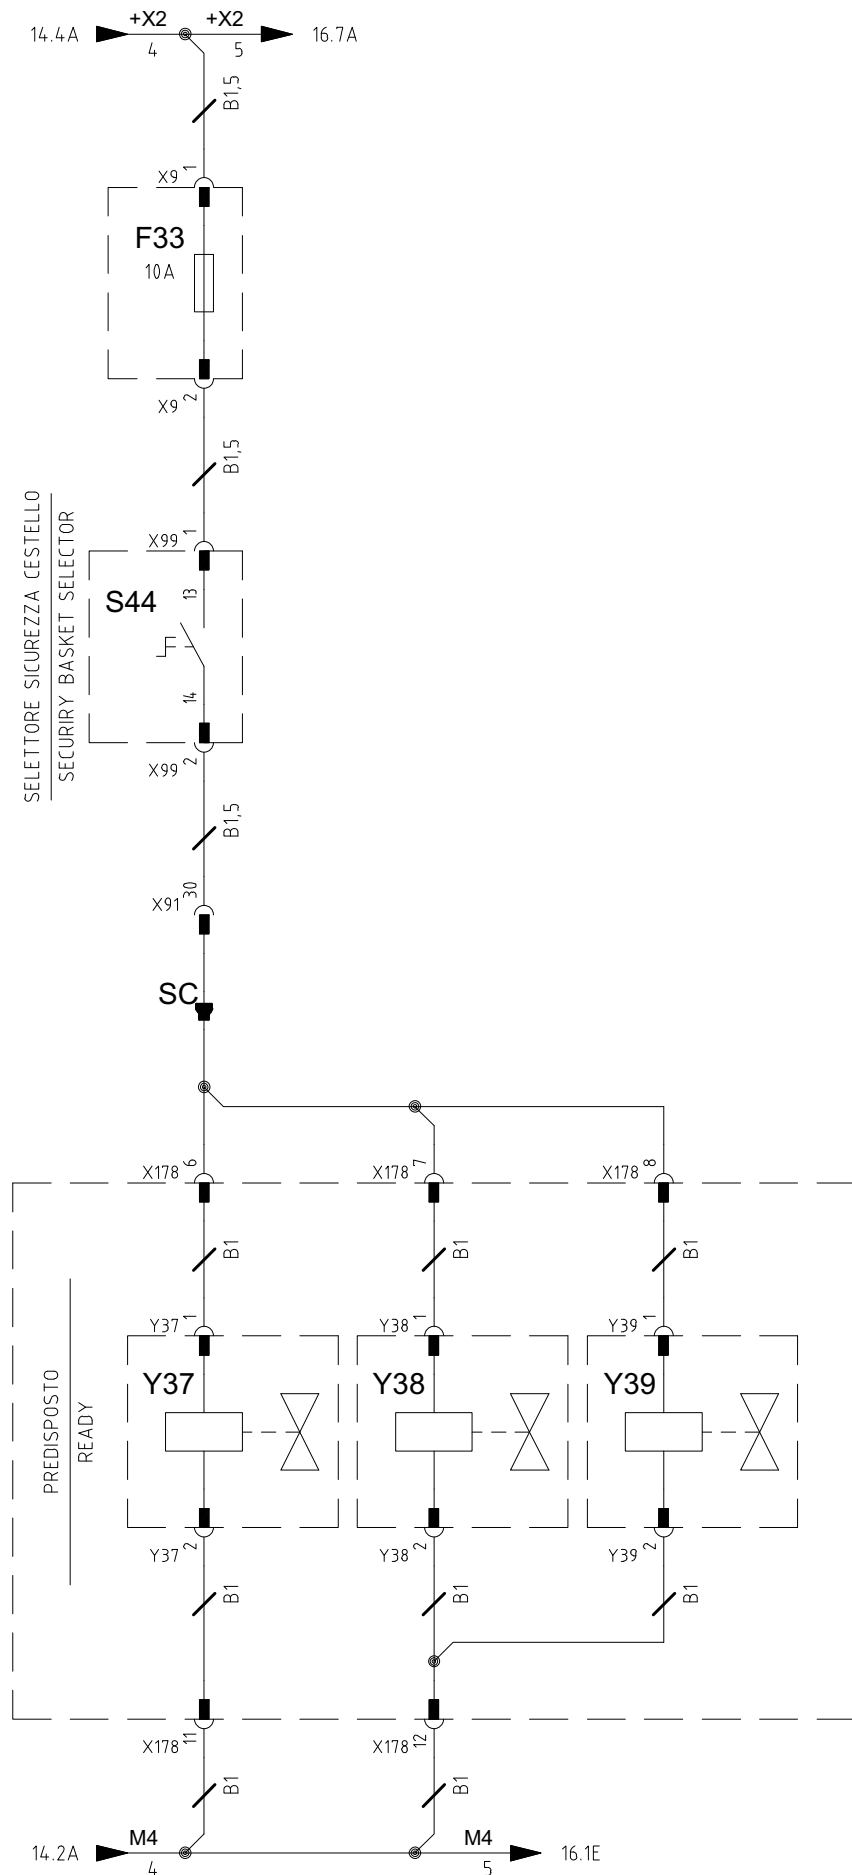 14.4A +X2 +X2 16.7A
4 5
B1,5
X9 1
F33
10A
X9 2
B1,5
SELETTORE SICUREZZA CESTELLO
SECURIRY BASKET SELECTOR
X99 1
S44
13
14
X99 2
B1,5
X91 30
SC
X178 6 X178 7 X178 8
B1 B1 B1
PREDISPOSTO
READY
Y37 1 Y38 1 Y39 1
Y37 Y38 Y39
Y37 2 Y38 2 Y39 2
B1 B1 B1
X178 11 X178 12
B1 B1
14.2A M4 M4 16.1E
4 5